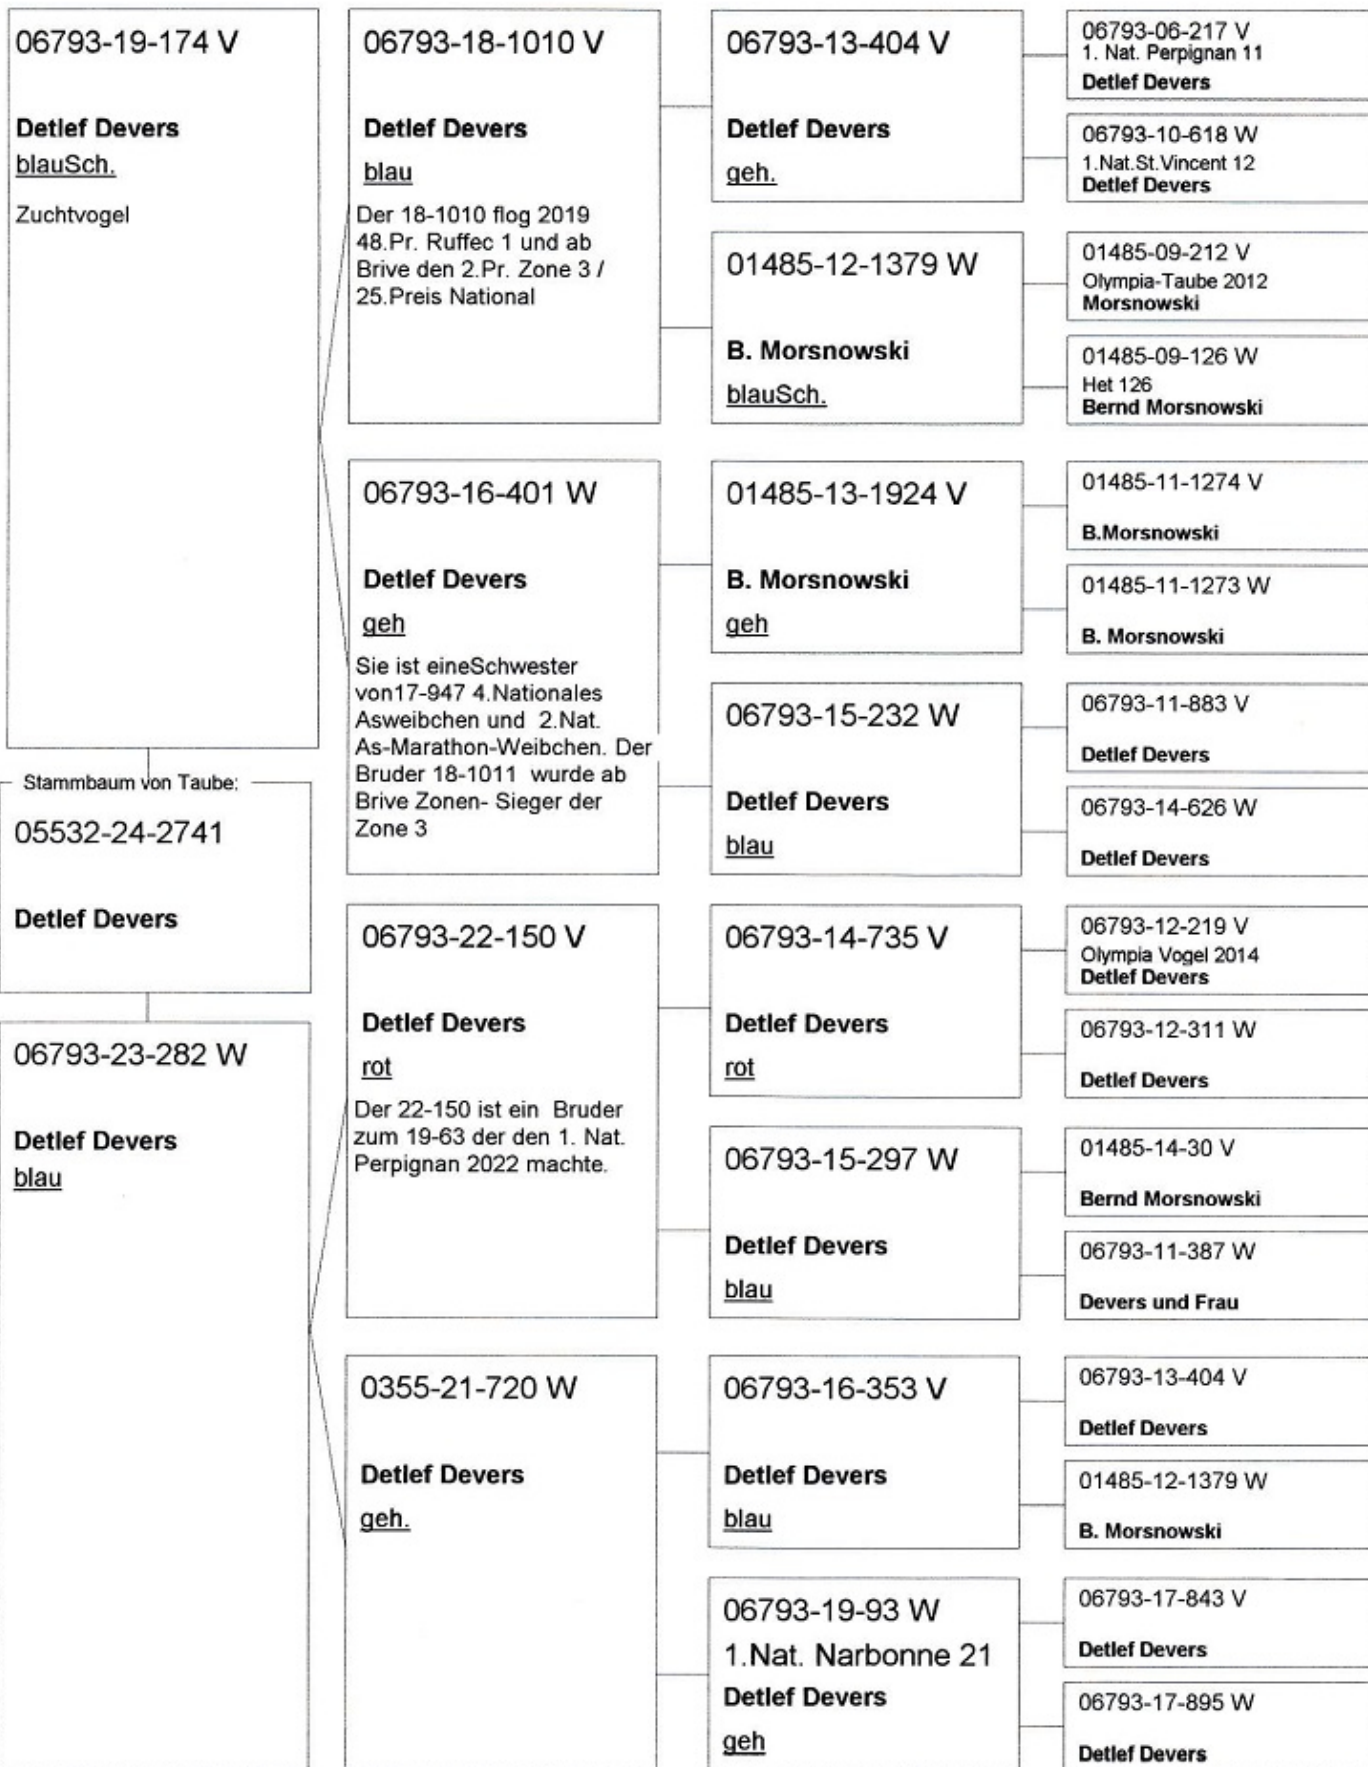 06793-19-174 V
Detlef Devers
blauSch.
Zuchtvogel
Stammbaum von Taube:
05532-24-2741
Detlef Devers
06793-23-282 W
Detlef Devers
blau
06793-18-1010 V
Detlef Devers
blau
Der 18-1010 flog 2019
48.Pr. Ruffec 1 und ab
Brive den 2.Pr. Zone 3 /
25.Preis National
06793-16-401 W
Detlef Devers
geh
Sie ist eineSchwester
von17-947 4.Nationales
Asweibchen und 2.Nat.
As-Marathon-Weibchen. Der
Bruder 18-1011 wurde ab
Brive Zonen- Sieger der
Zone 3
06793-22-150 V
Detlef Devers
rot
Der 22-150 ist ein Bruder
zum 19-63 der den 1. Nat.
Perpignan 2022 machte.
0355-21-720 W
Detlef Devers
geh.
06793-13-404 V
Detlef Devers
geh.
01485-12-1379 W
B. Morsnowski
blauSch.
01485-13-1924 V
B. Morsnowski
geh
06793-15-232 W
Detlef Devers
blau
06793-14-735 V
Detlef Devers
rot
06793-15-297 W
Detlef Devers
blau
06793-16-353 V
Detlef Devers
blau
06793-19-93 W
1.Nat. Narbonne 21
Detlef Devers
geh
06793-06-217 V
1. Nat. Perpignan 11
Detlef Devers
06793-10-618 W
1.Nat.St.Vincent 12
Detlef Devers
01485-09-212 V
Olympia-Taube 2012
Morsnowski
01485-09-126 W
Het 126
Bernd Morsnowski
01485-11-1274 V
B.Morsnowski
01485-11-1273 W
B. Morsnowski
06793-11-883 V
Detlef Devers
06793-14-626 W
Detlef Devers
06793-12-219 V
Olympia Vogel 2014
Detlef Devers
06793-12-311 W
Detlef Devers
01485-14-30 V
Bernd Morsnowski
06793-11-387 W
Devers und Frau
06793-13-404 V
Detlef Devers
01485-12-1379 W
B. Morsnowski
06793-17-843 V
Detlef Devers
06793-17-895 W
Detlef Devers